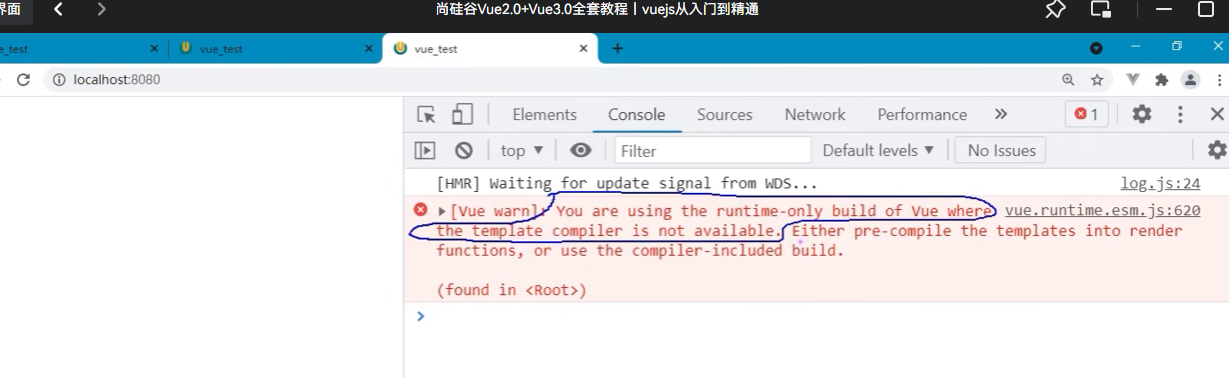 界面 尚硅谷Vue2.0+Vue3.0全套教程丨vuejs从入门到精通
e_test vue_test vue_test
localhost:8080
Elements Console Sources Network Performance 1
top Filter Default levels No Issues
[HMR] Waiting for update signal from WDS... log.js:24
[Vue warn]: You are using the runtime-only build of Vue where vue.runtime.esm.js:620
the template compiler is not available. Either pre-compile the templates into render
functions, or use the compiler-included build.
(found in <Root>)